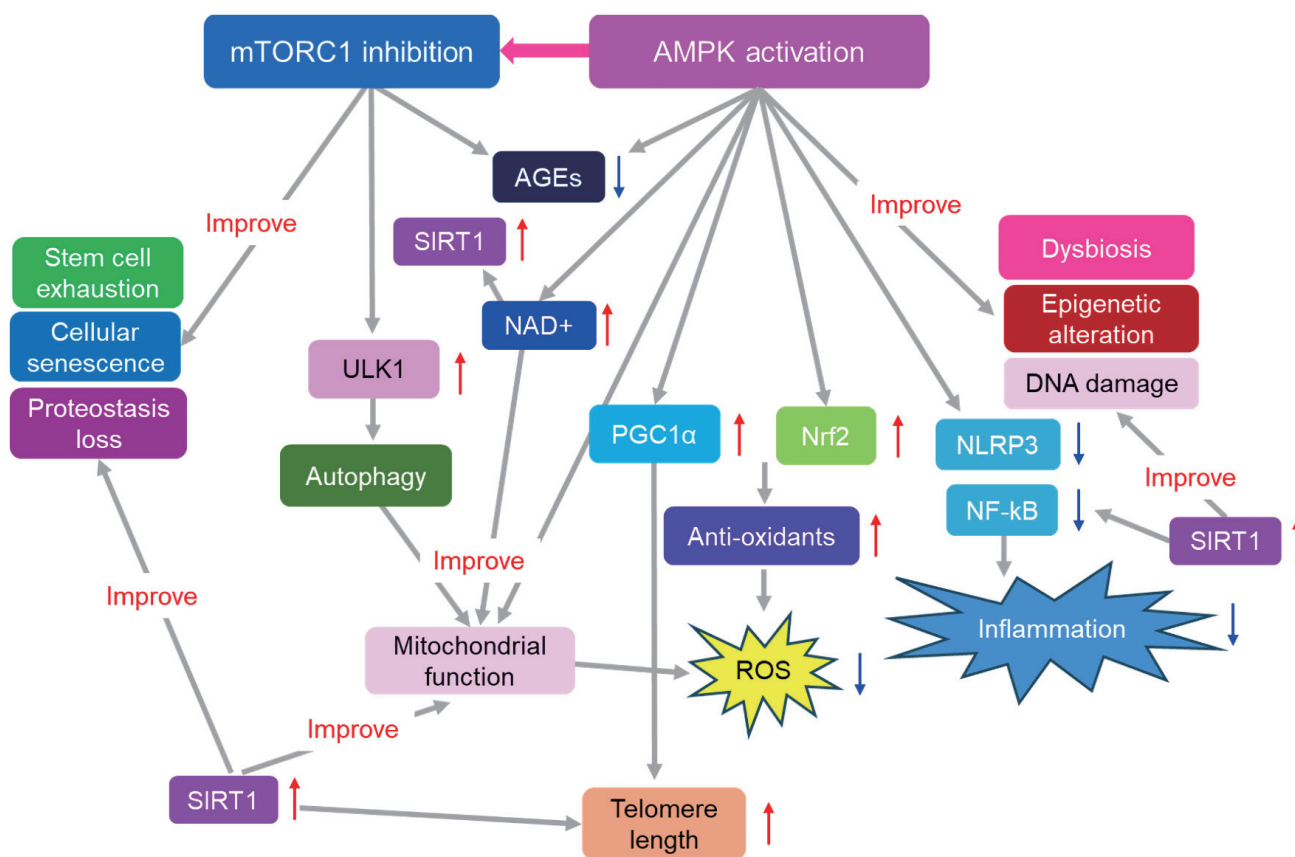 mTORC1 inhibition
AMPK activation
AGEs
Improve
Improve
SIRT1
Stem cell
exhaustion
Dysbiosis
Cellular
senescence
NAD+
Epigenetic
alteration
ULK1
DNA damage
Proteostasis
loss
PGC1α
Nrf2
NLRP3
Autophagy
Improve
NF-kB
Anti-oxidants
SIRT1
Improve
Improve
Inflammation
Mitochondrial
function
ROS
Improve
SIRT1
Telomere
length